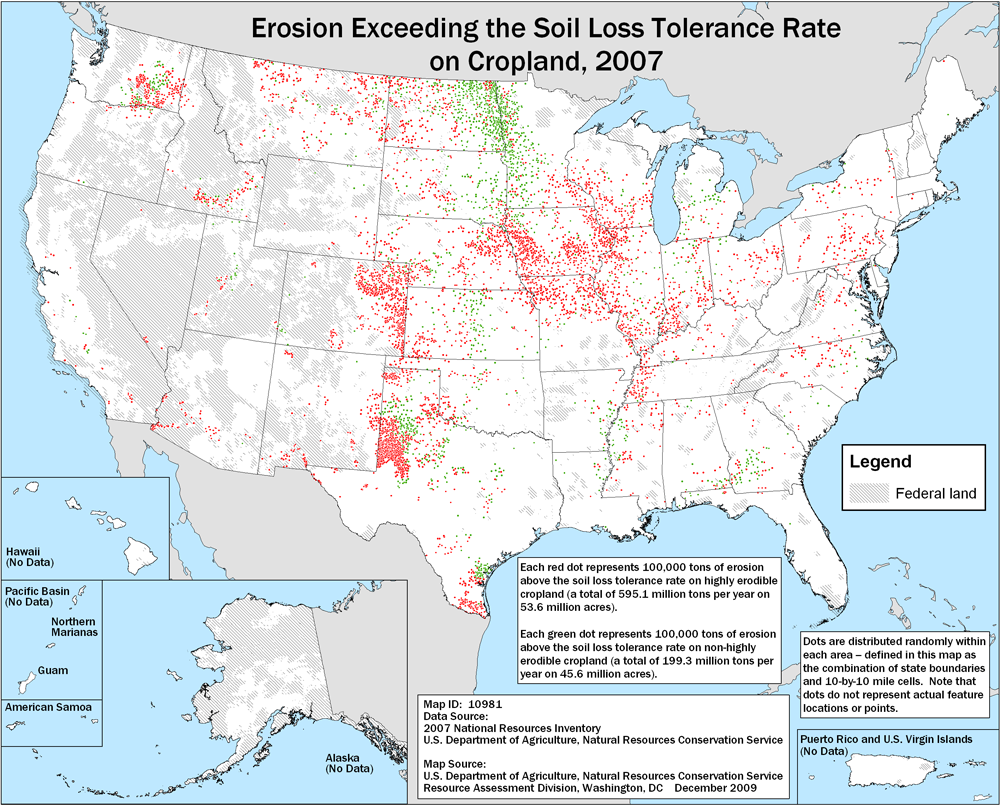 Erosion Exceeding the Soil Loss Tolerance Rate
on Cropland, 2007
Legend
Federal land
Hawaii
(No Data)
Pacific Basin
(No Data)
Northern
Marianas
Guam
American Samoa
Alaska
(No Data)
Each red dot represents 100,000 tons of erosion
above the soil loss tolerance rate on highly erodible
cropland (a total of 595.1 million tons per year on
53.6 million acres).
Each green dot represents 100,000 tons of erosion
above the soil loss tolerance rate on non-highly
erodible cropland (a total of 199.3 million tons per
year on 45.6 million acres).
Dots are distributed randomly within
each area – defined in this map as
the combination of state boundaries
and 10-by-10 mile cells.  Note that
dots do not represent actual feature
locations or points.
Map ID:  10981
Data Source:
2007 National Resources Inventory
U.S. Department of Agriculture, Natural Resources Conservation Service
Map Source:
U.S. Department of Agriculture, Natural Resources Conservation Service
Resource Assessment Division, Washington, DC    December 2009
Puerto Rico and U.S. Virgin Islands
(No Data)